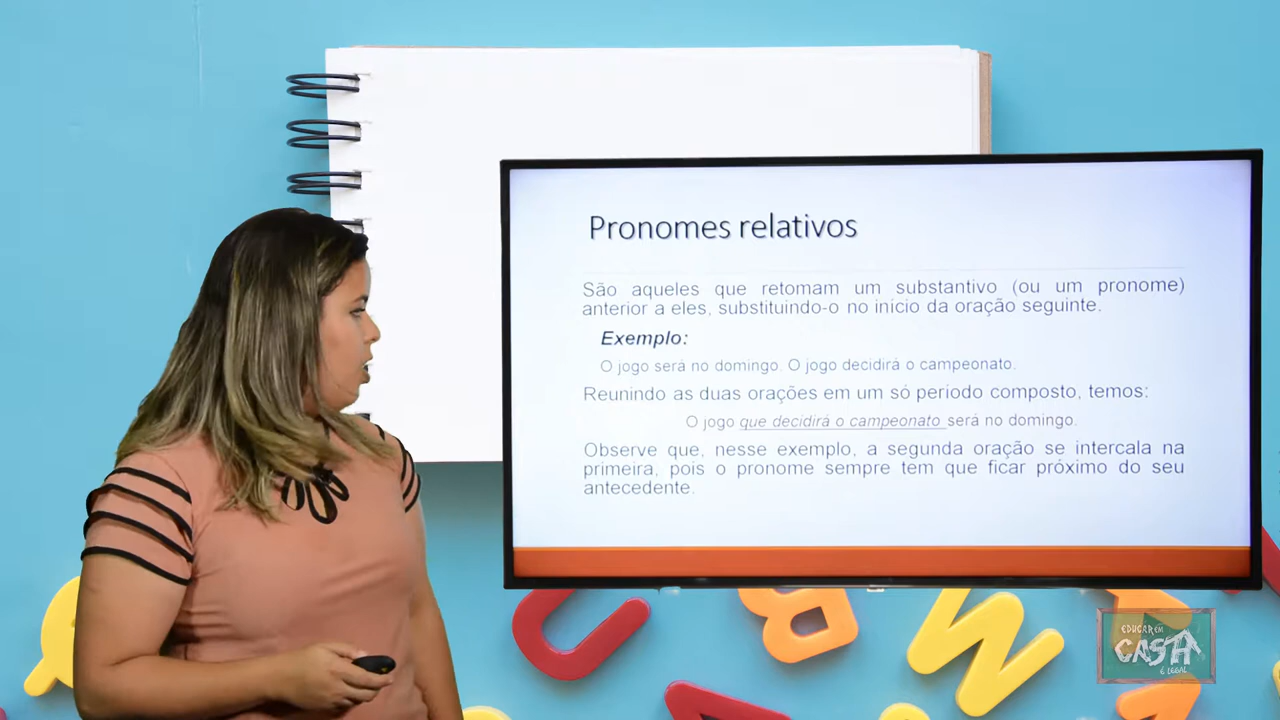 Pronomes relativos
São aqueles que retomam um substantivo (ou um pronome)
anterior a eles, substituindo-o no início da oração seguinte.
Exemplo:
O jogo será no domingo. O jogo decidirá o campeonato.
Reunindo as duas orações em um só período composto, temos:
O jogo que decidirá o campeonato será no domingo.
Observe que, nesse exemplo, a segunda oração se intercala na
primeira, pois o pronome sempre tem que ficar próximo do seu
antecedente.
EDUCAR EM
CASA
É LEGAL